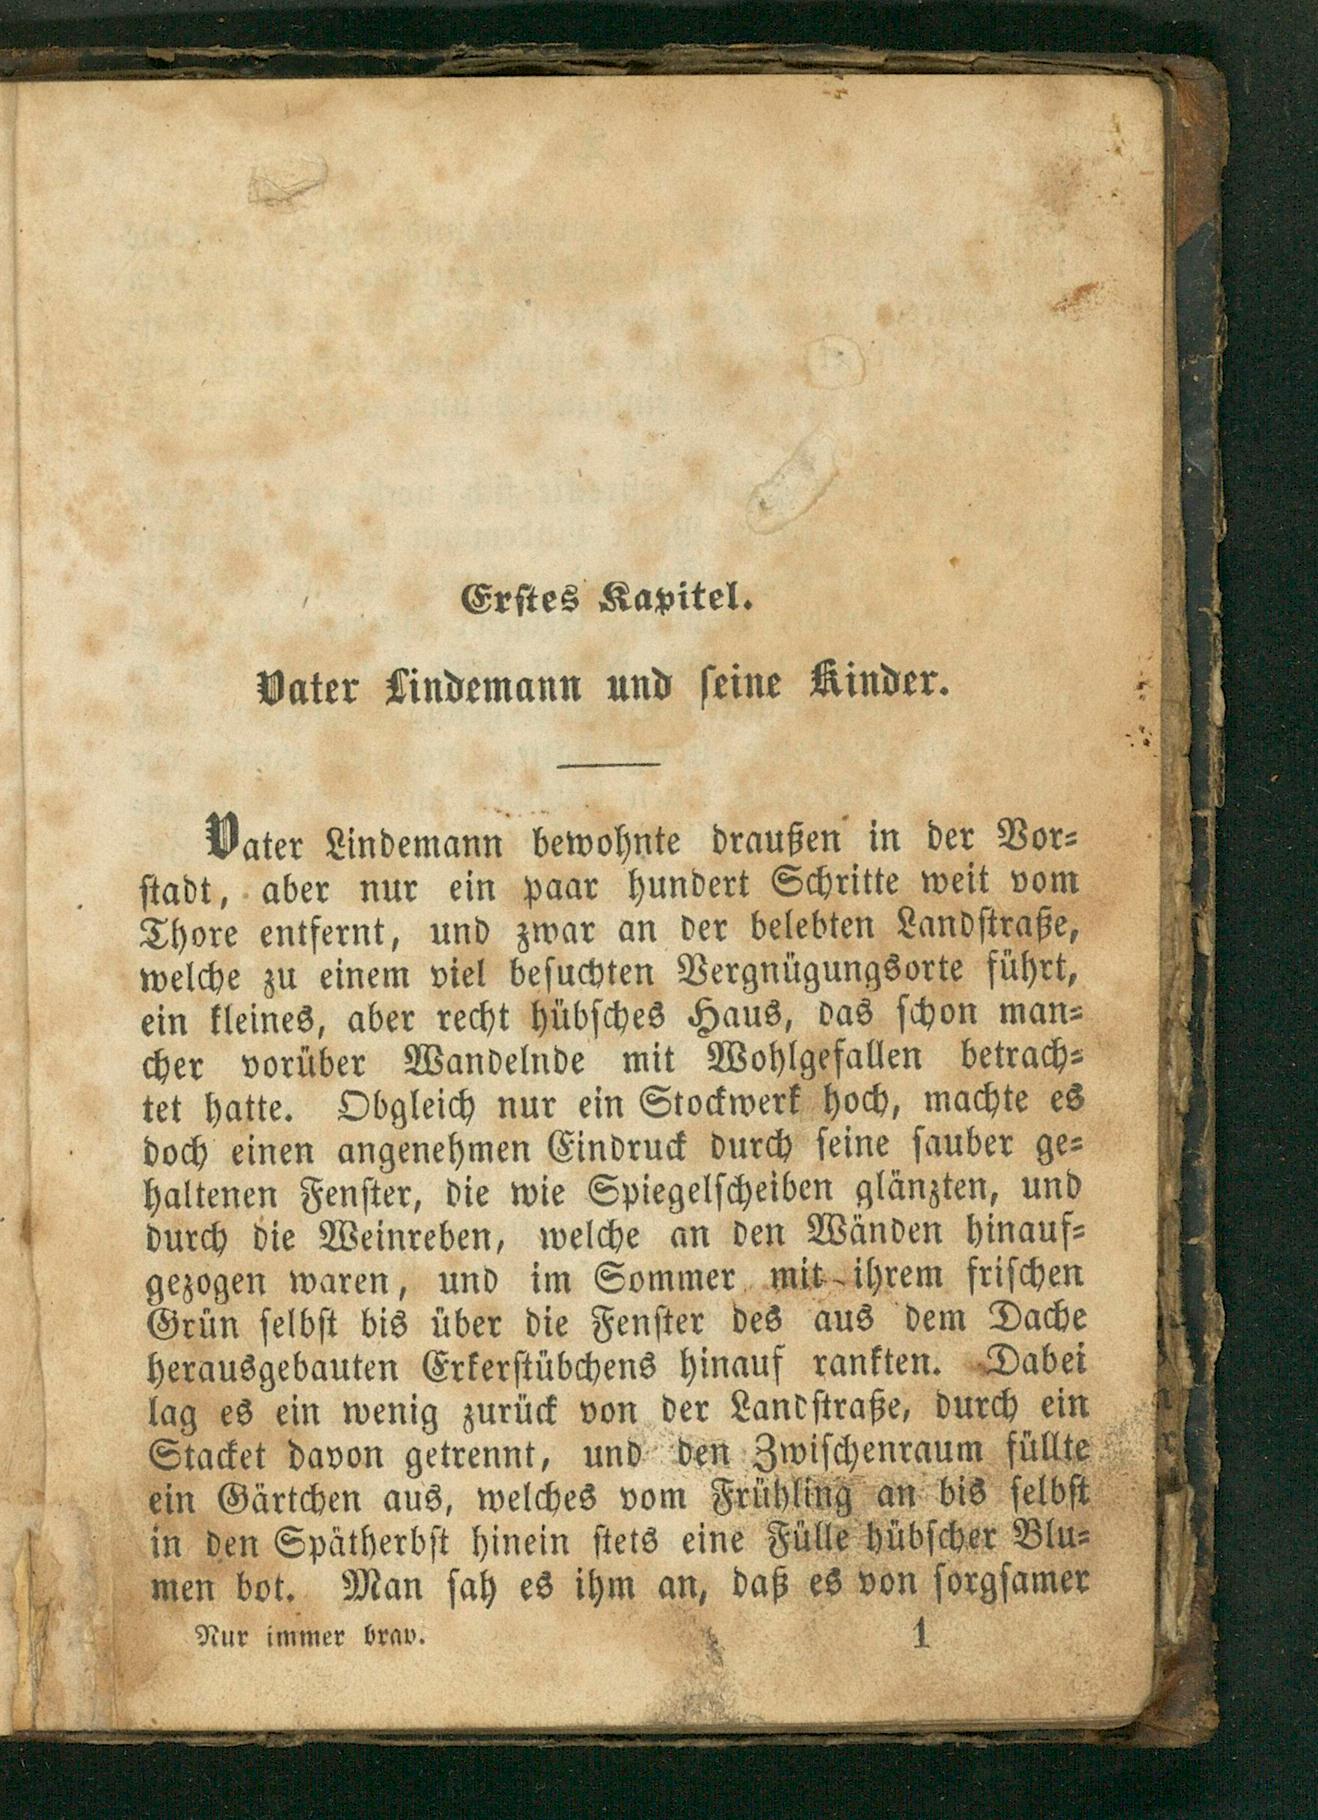 Erstes Kapitel.
Vater Lindemann und seine Kinder.
Vater Lindemann bewohnte draußen in der Vor-
stadt, aber nur ein paar hundert Schritte weit vom
Thore entfernt, und zwar an der belebten Landstraße,
welche zu einem viel besuchten Vergnügungsorte führt,
ein kleines, aber recht hübsches Haus, das schon man-
cher vorüber Wandelnde mit Wohlgefallen betrach-
tet hatte. Obgleich nur ein Stockwerk hoch, machte es
doch einen angenehmen Eindruck durch seine sauber ge-
haltenen Fenster, die wie Spiegelscheiben glänzten, und
durch die Weinreben, welche an den Wänden hinauf-
gezogen waren, und im Sommer mit ihrem frischen
Grün selbst bis über die Fenster des aus dem Dache
herausgebauten Erkerstübchens hinauf rankten. Dabei
lag es ein wenig zurück von der Landstraße, durch ein
Stacket davon getrennt, und den Zwischenraum füllte
ein Gärtchen aus, welches vom Frühling an bis selbst
in den Spätherbst hinein stets eine Fülle hübscher Blu-
men bot. Man sah es ihm an, daß es von sorgsamer
Nur immer brav. 1